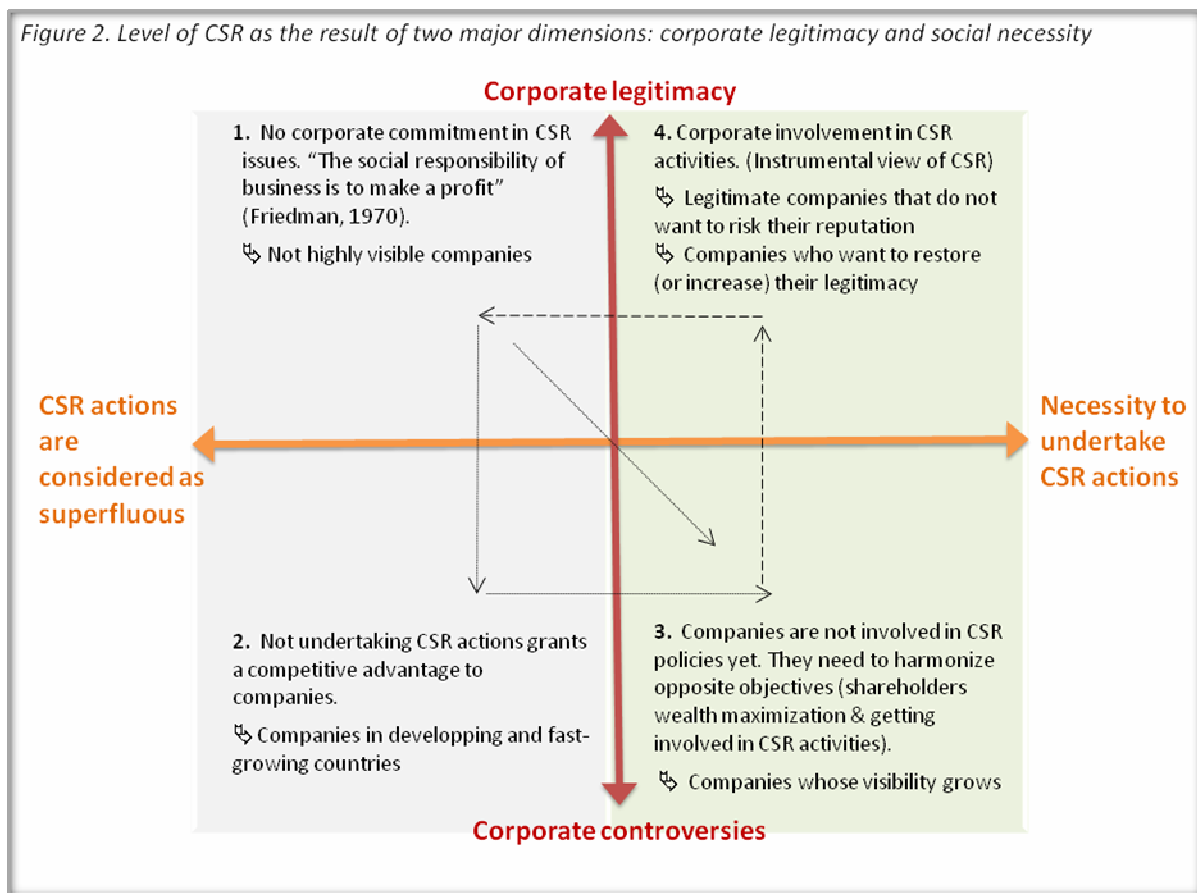 Figure 2. Level of CSR as the result of two major dimensions: corporate legitimacy and social necessity
Corporate legitimacy
1. No corporate commitment in CSR
issues. “The social responsibility of
business is to make a profit”
(Friedman, 1970).
Not highly visible companies
4. Corporate involvement in CSR
activities. (Instrumental view of CSR)
Legitimate companies that do not
want to risk their reputation
Companies who want to restore
(or increase) their legitimacy
CSR actions
are
considered as
superfluous
Necessity to
undertake
CSR actions
2. Not undertaking CSR actions grants
a competitive advantage to
companies.
Companies in developping and fast-
growing countries
3. Companies are not involved in CSR
policies yet. They need to harmonize
opposite objectives (shareholders
wealth maximization & getting
involved in CSR activities).
Companies whose visibility grows
Corporate controversies